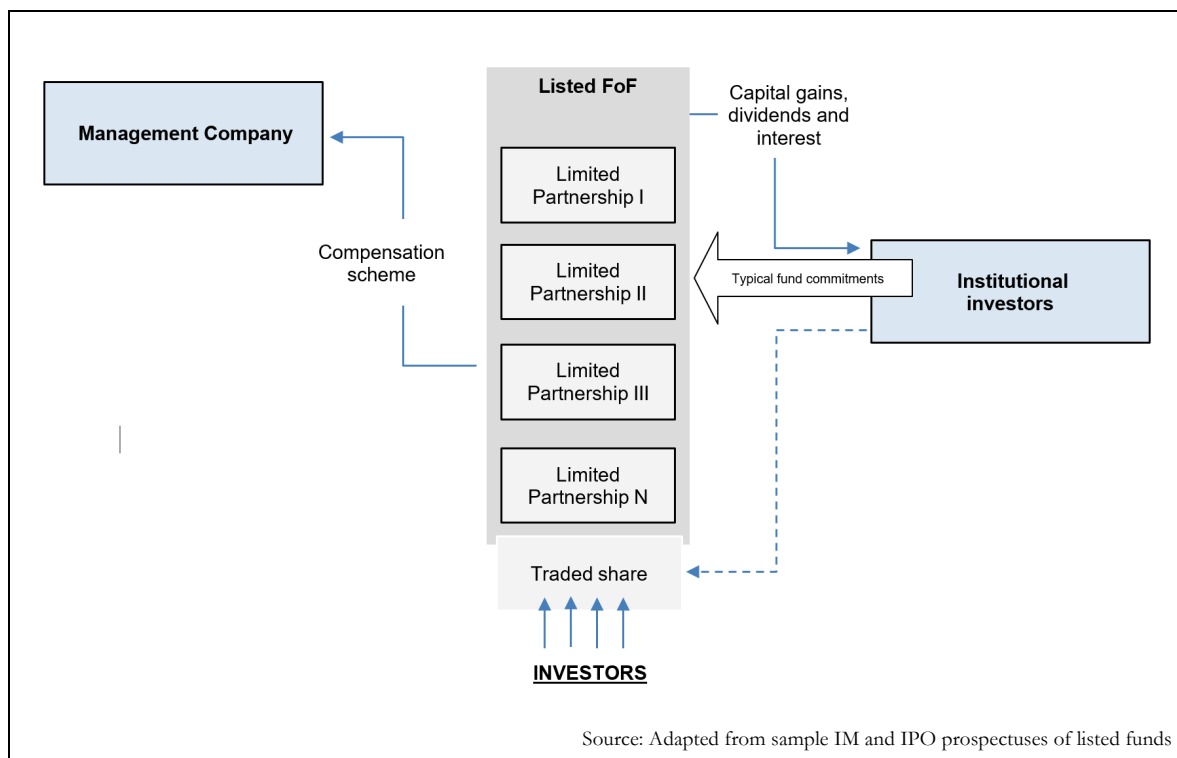 Listed FoF
Management Company
Capital gains,
dividends and
interest
Limited
Partnership I
Compensation
scheme
Limited
Partnership II
Typical fund commitments
Institutional
investors
Limited
Partnership III
Limited
Partnership N
Traded share
INVESTORS
Source: Adapted from sample IM and IPO prospectuses of listed funds